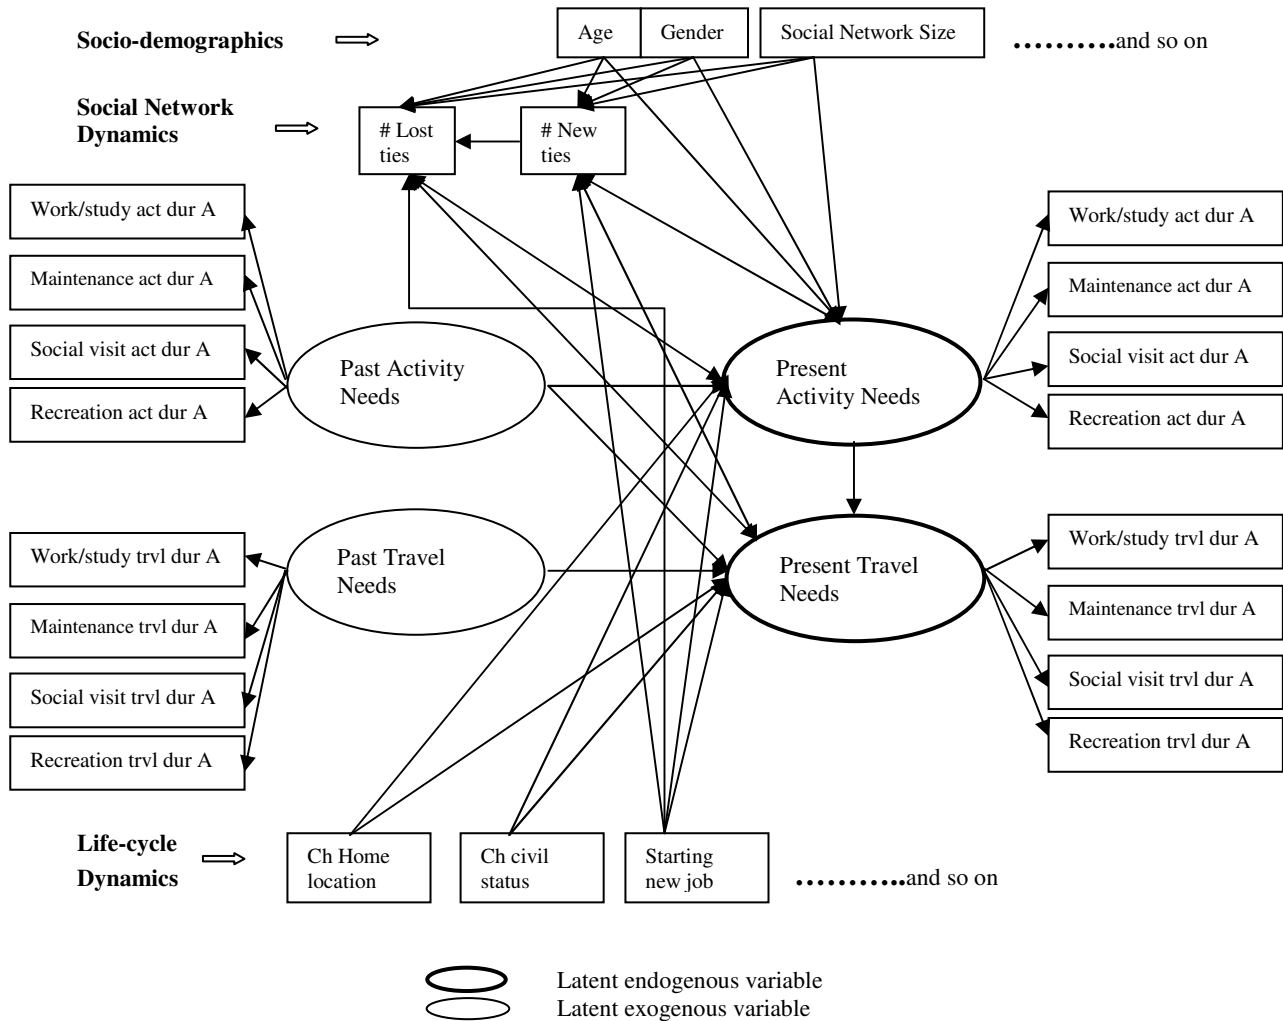 Socio-demographics
Age
Gender
Social Network Size
……….and so on
Social Network
Dynamics
# Lost
ties
# New
ties
Work/study act dur A
Maintenance act dur A
Social visit act dur A
Recreation act dur A
Past Activity
Needs
Present
Activity Needs
Work/study act dur A
Maintenance act dur A
Social visit act dur A
Recreation act dur A
Work/study trvl dur A
Maintenance trvl dur A
Social visit trvl dur A
Recreation trvl dur A
Past Travel
Needs
Present Travel
Needs
Work/study trvl dur A
Maintenance trvl dur A
Social visit trvl dur A
Recreation trvl dur A
Life-cycle
Dynamics
Ch Home
location
Ch civil
status
Starting
new job
………..and so on
Latent endogenous variable
Latent exogenous variable